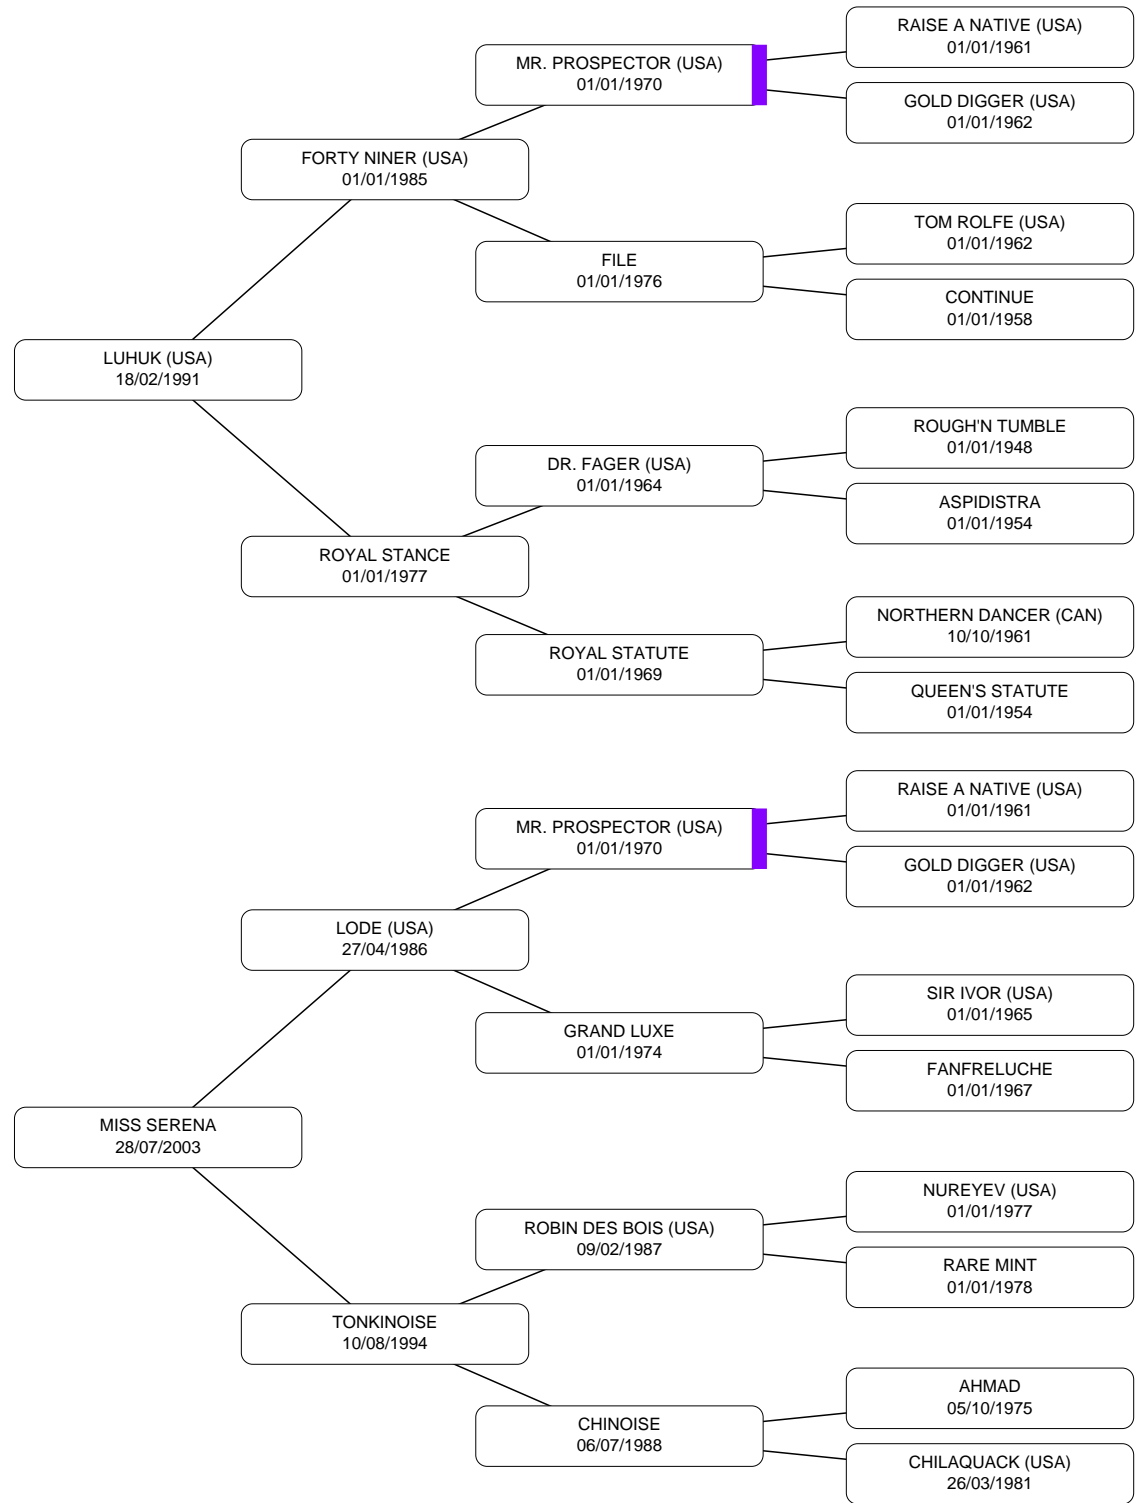 RAISE A NATIVE (USA)
01/01/1961
MR. PROSPECTOR (USA)
01/01/1970
GOLD DIGGER (USA)
01/01/1962
FORTY NINER (USA)
01/01/1985
TOM ROLFE (USA)
01/01/1962
FILE
01/01/1976
CONTINUE
01/01/1958
LUHUK (USA)
18/02/1991
ROUGH'N TUMBLE
01/01/1948
DR. FAGER (USA)
01/01/1964
ASPIDISTRA
01/01/1954
ROYAL STANCE
01/01/1977
NORTHERN DANCER (CAN)
10/10/1961
ROYAL STATUTE
01/01/1969
QUEEN'S STATUTE
01/01/1954
RAISE A NATIVE (USA)
01/01/1961
MR. PROSPECTOR (USA)
01/01/1970
GOLD DIGGER (USA)
01/01/1962
LODE (USA)
27/04/1986
SIR IVOR (USA)
01/01/1965
GRAND LUXE
01/01/1974
FANFRELUCHE
01/01/1967
MISS SERENA
28/07/2003
NUREYEV (USA)
01/01/1977
ROBIN DES BOIS (USA)
09/02/1987
RARE MINT
01/01/1978
TONKINOISE
10/08/1994
AHMAD
05/10/1975
CHINOISE
06/07/1988
CHILAQUACK (USA)
26/03/1981